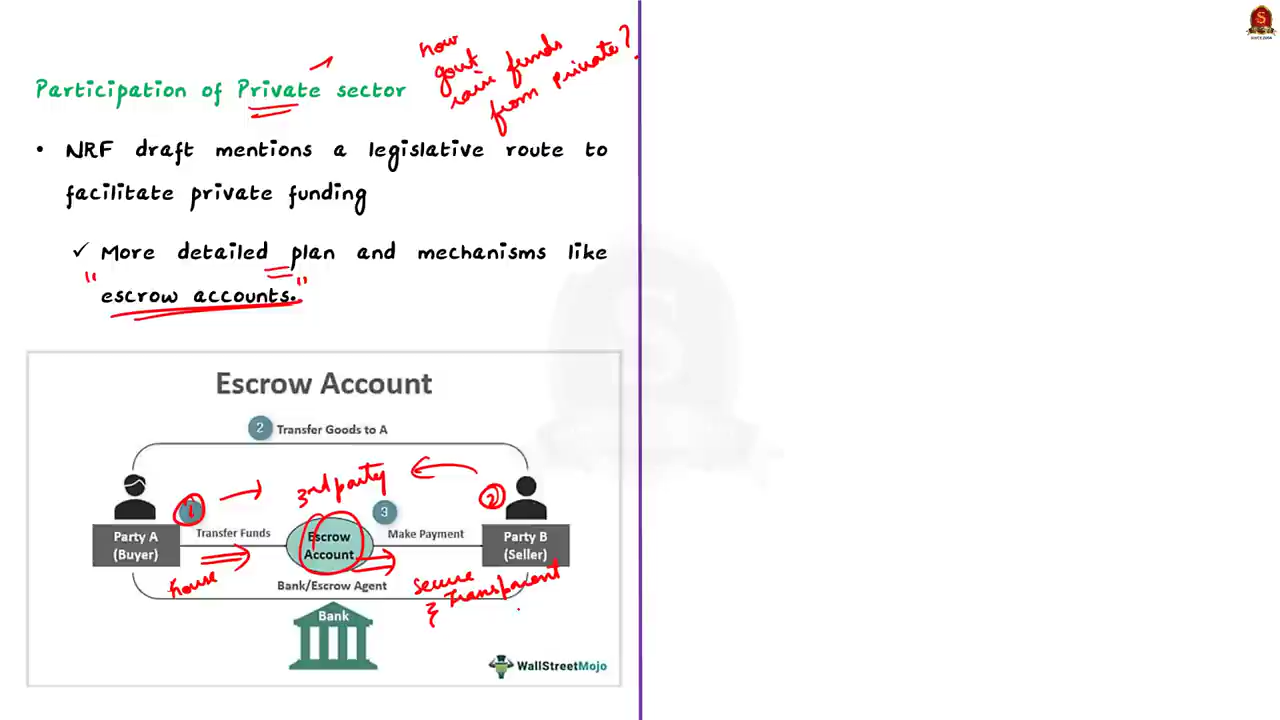 how
govt
raise funds
from private?
Participation of Private sector
• NRF draft mentions a legislative route to
facilitate private funding
✓ More detailed plan and mechanisms like
"escrow accounts."
Escrow Account
2 Transfer Goods to A
3rd party
1
2
3
Transfer Funds
Make Payment
Party A
(Buyer)
Escrow
Account
Party B
(Seller)
house
Bank/Escrow Agent
secure
& Transparent
Bank
WallStreetMojo
S